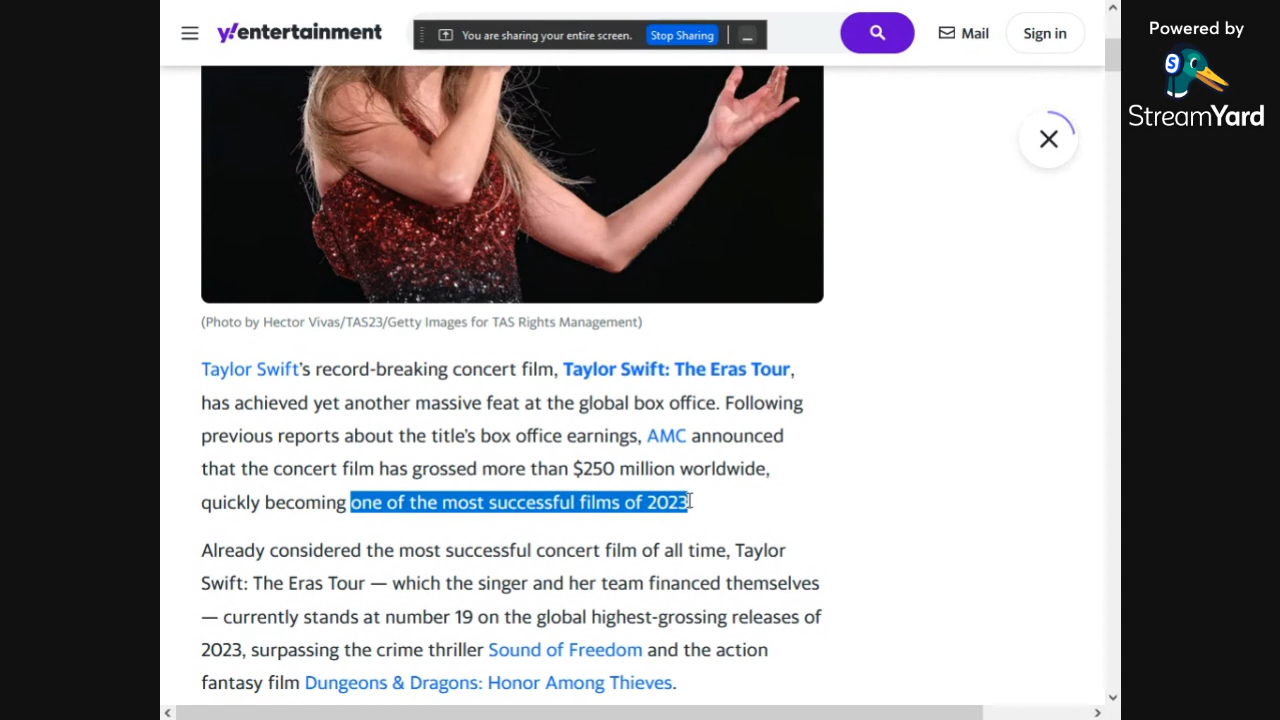 y!entertainment
You are sharing your entire screen. Stop Sharing
Mail
Sign in
Powered by
S
StreamYard
(Photo by Hector Vivas/TAS23/Getty Images for TAS Rights Management)
Taylor Swift's record-breaking concert film, Taylor Swift: The Eras Tour,
has achieved yet another massive feat at the global box office. Following
previous reports about the title's box office earnings, AMC announced
that the concert film has grossed more than $250 million worldwide,
quickly becoming one of the most successful films of 2023
Already considered the most successful concert film of all time, Taylor
Swift: The Eras Tour — which the singer and her team financed themselves
— currently stands at number 19 on the global highest-grossing releases of
2023, surpassing the crime thriller Sound of Freedom and the action
fantasy film Dungeons & Dragons: Honor Among Thieves.